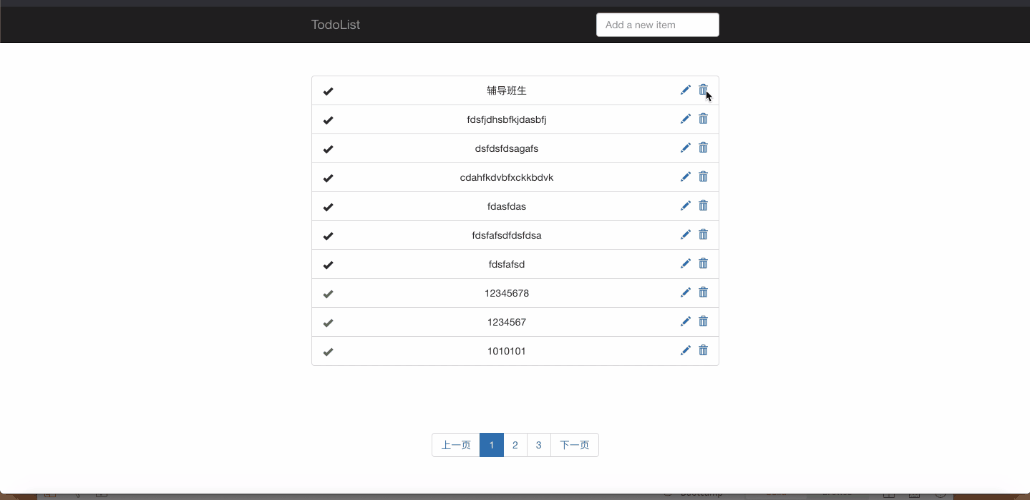 TodoList
Add a new item
辅导班生
fdsfjdhsbfkjdasbfj
dsfdsfdsagafs
cdahfkdvbfxckkbdvk
fdasfdas
fdsfafsdfdsfdsa
fdsfafsd
12345678
1234567
1010101
上一页 1 2 3 下一页